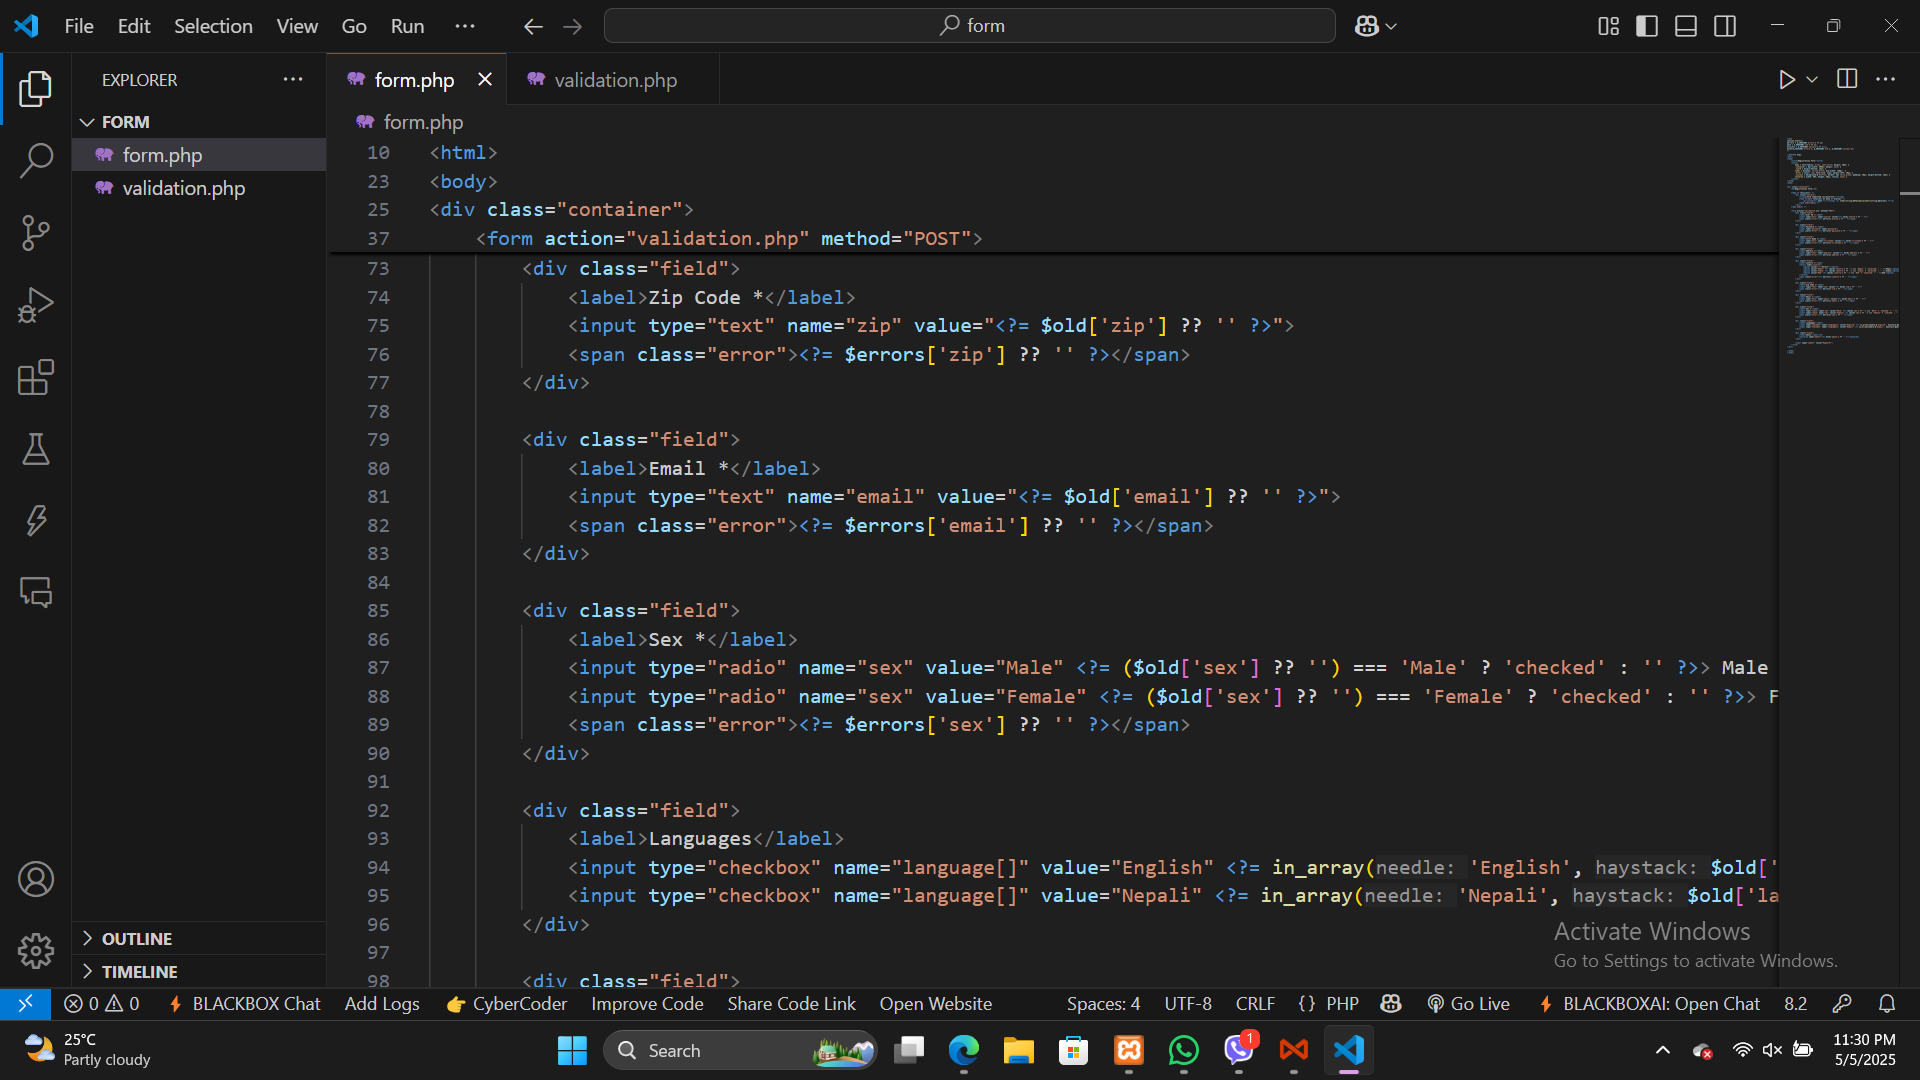 File Edit Selection View Go Run ··· form
EXPLORER ···
form.php validation.php
FORM
form.php
validation.php
form.php
10 <html>
23 <body>
25 <div class="container">
37 <form action="validation.php" method="POST">
73 <div class="field">
74 <label>Zip Code *</label>
75 <input type="text" name="zip" value="<?= $old['zip'] ?? '' ?>">
76 <span class="error"><?= $errors['zip'] ?? '' ?></span>
77 </div>
78
79 <div class="field">
80 <label>Email *</label>
81 <input type="text" name="email" value="<?= $old['email'] ?? '' ?>">
82 <span class="error"><?= $errors['email'] ?? '' ?></span>
83 </div>
84
85 <div class="field">
86 <label>Sex *</label>
87 <input type="radio" name="sex" value="Male" <?= ($old['sex'] ?? '') === 'Male' ? 'checked' : '' ?>> Male
88 <input type="radio" name="sex" value="Female" <?= ($old['sex'] ?? '') === 'Female' ? 'checked' : '' ?>> F
89 <span class="error"><?= $errors['sex'] ?? '' ?></span>
90 </div>
91
92 <div class="field">
93 <label>Languages</label>
94 <input type="checkbox" name="language[]" value="English" <?= in_array(needle: 'English', haystack: $old['
95 <input type="checkbox" name="language[]" value="Nepali" <?= in_array(needle: 'Nepali', haystack: $old['la
96 </div>
97
98 <div class="field">
OUTLINE
TIMELINE
Activate Windows
Go to Settings to activate Windows.
0 0 BLACKBOX Chat Add Logs CyberCoder Improve Code Share Code Link Open Website Spaces: 4 UTF-8 CRLF {} PHP Go Live BLACKBOXAI: Open Chat 8.2
25°C
Partly cloudy
Search
1
11:30 PM
5/5/2025